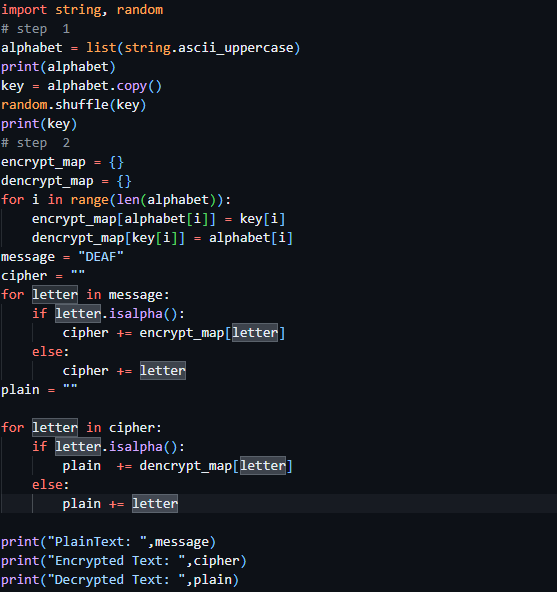 import string, random
# step  1
alphabet = list(string.ascii_uppercase)
print(alphabet)
key = alphabet.copy()
random.shuffle(key)
print(key)
# step  2
encrypt_map = {}
dencrypt_map = {}
for i in range(len(alphabet)):
    encrypt_map[alphabet[i]] = key[i]
    dencrypt_map[key[i]] = alphabet[i]
message = "DEAF"
cipher = ""
for letter in message:
    if letter.isalpha():
        cipher += encrypt_map[letter]
    else:
        cipher += letter
plain = ""

for letter in cipher:
    if letter.isalpha():
        plain  += dencrypt_map[letter]
    else:
        plain += letter

print("PlainText: ",message)
print("Encrypted Text: ",cipher)
print("Decrypted Text: ",plain)